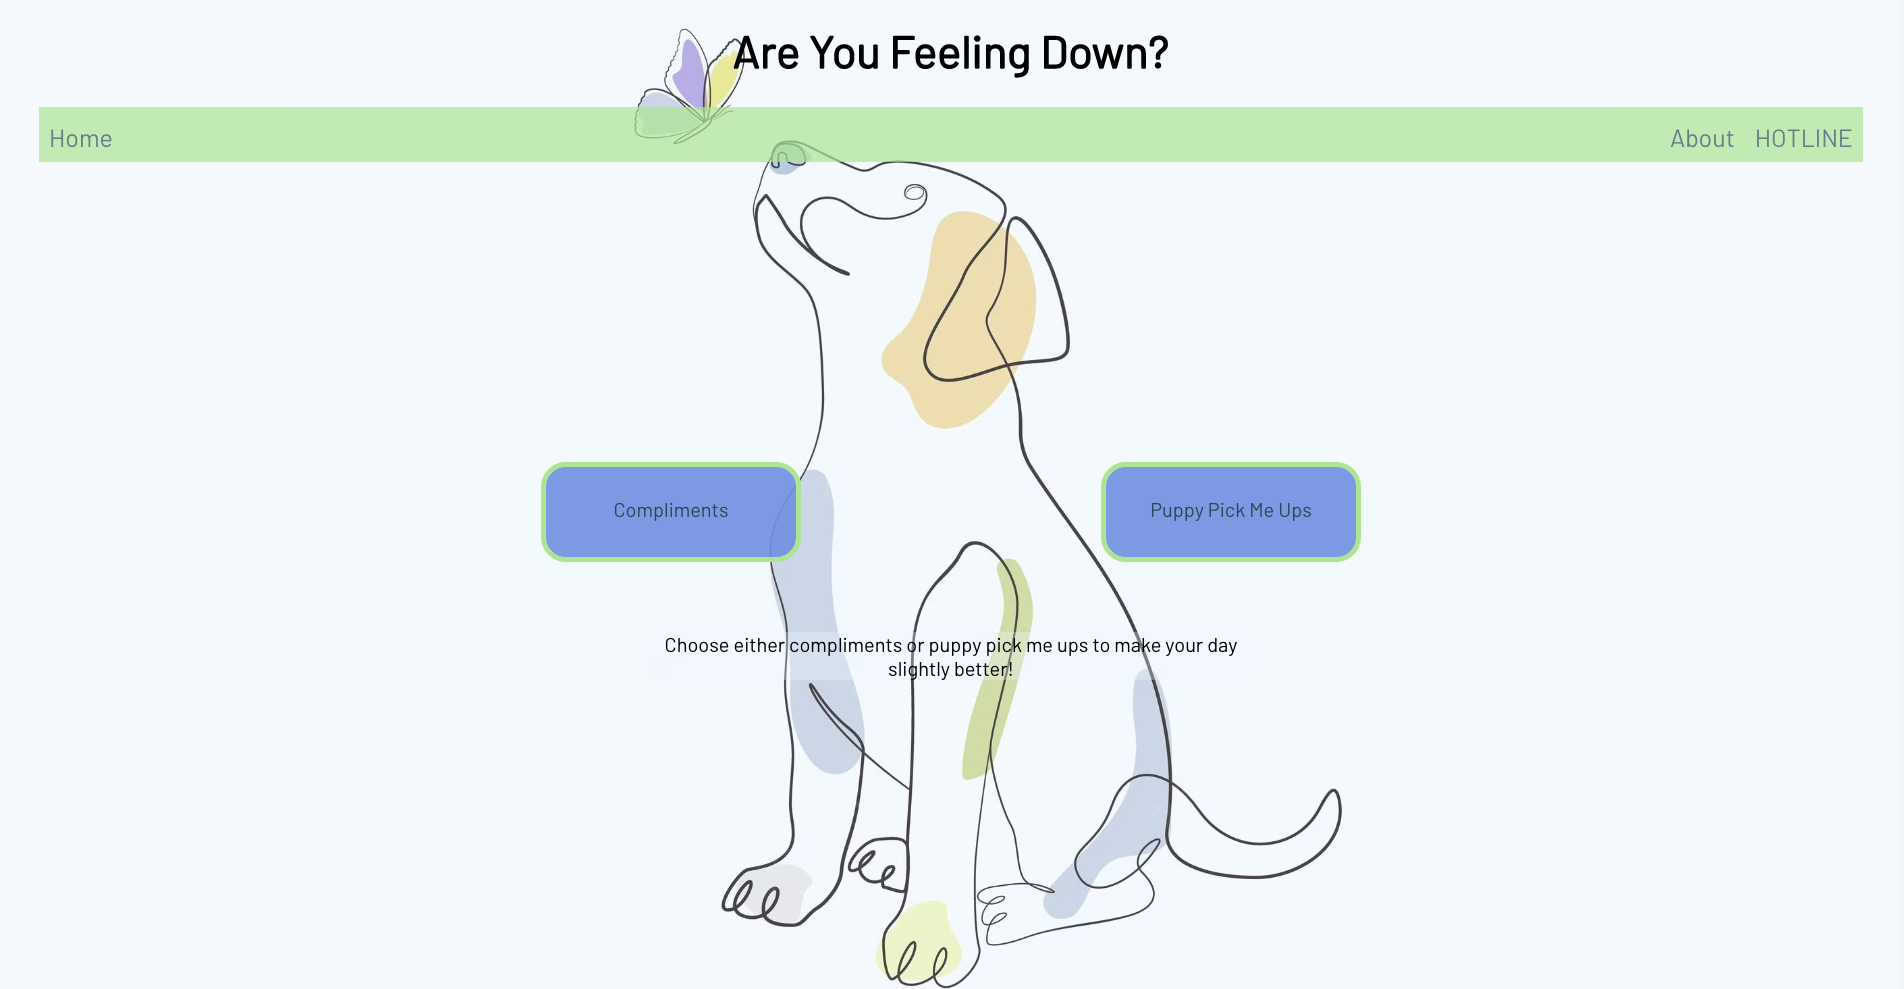 Are You Feeling Down?
Home
About HOTLINE
Compliments
Puppy Pick Me Ups
Choose either compliments or puppy pick me ups to make your day
slightly better!